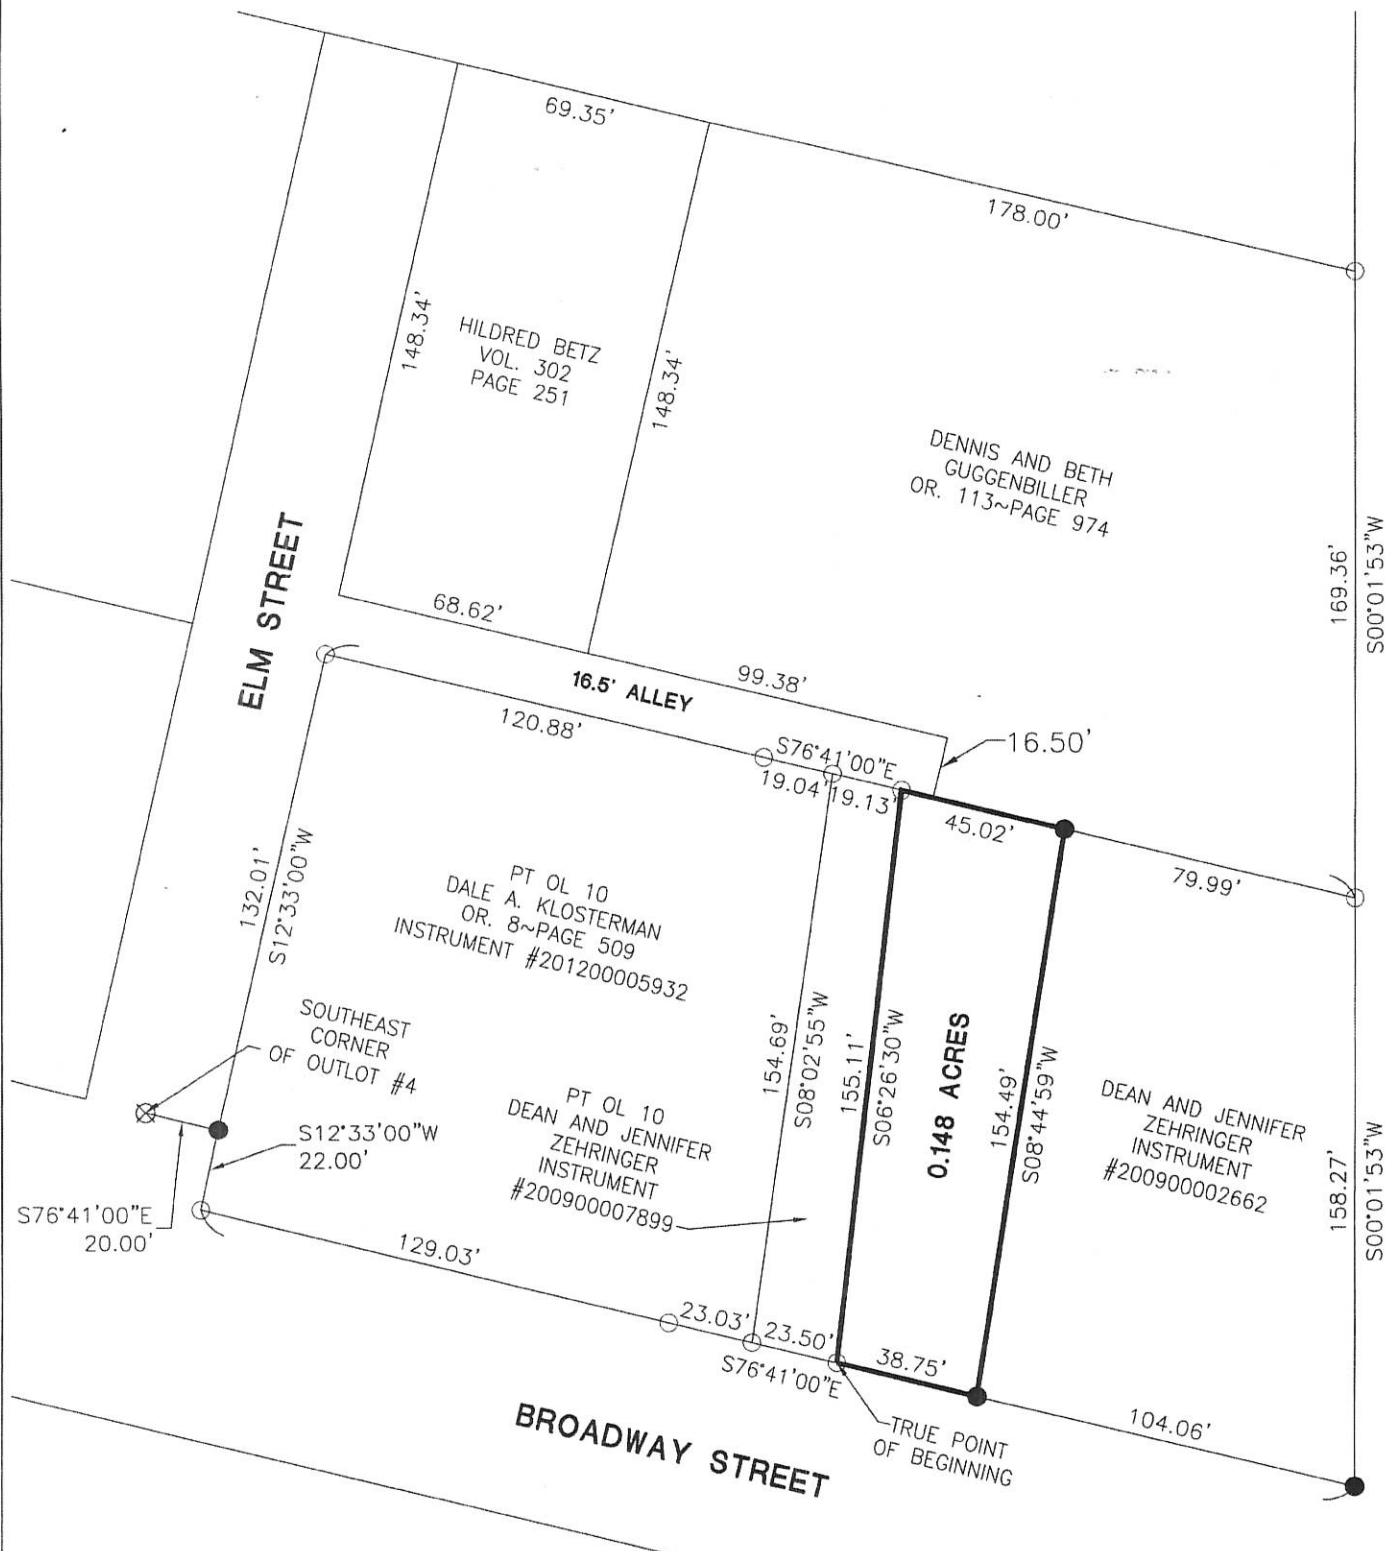 69.35'
178.00'
148.34'
HILDRED BETZ
VOL. 302
PAGE 251
148.34'
DENNIS AND BETH
GUGGENBILLER
OR. 113~PAGE 974
169.36'
S00°01'53"W
ELM STREET
68.62'
16.5' ALLEY
99.38'
16.50'
120.88'
S76°41'00"E
19.04'
19.13'
45.02'
79.99'
132.01'
S12°33'00"W
PT OL 10
DALE A. KLOSTERMAN
OR. 8~PAGE 509
INSTRUMENT #201200005932
SOUTHEAST
CORNER
OF OUTLOT #4
154.69'
S08°02'55"W
155.11'
S06°26'30"W
0.148 ACRES
154.49'
S08°44'59"W
PT OL 10
DEAN AND JENNIFER
ZEHRINGER
INSTRUMENT
#200900007899
DEAN AND JENNIFER
ZEHRINGER
INSTRUMENT
#200900002662
158.27'
S00°01'53"W
S12°33'00"W
22.00'
S76°41'00"E
20.00'
129.03'
23.03'
23.50'
S76°41'00"E
38.75'
104.06'
TRUE POINT
OF BEGINNING
BROADWAY STREET